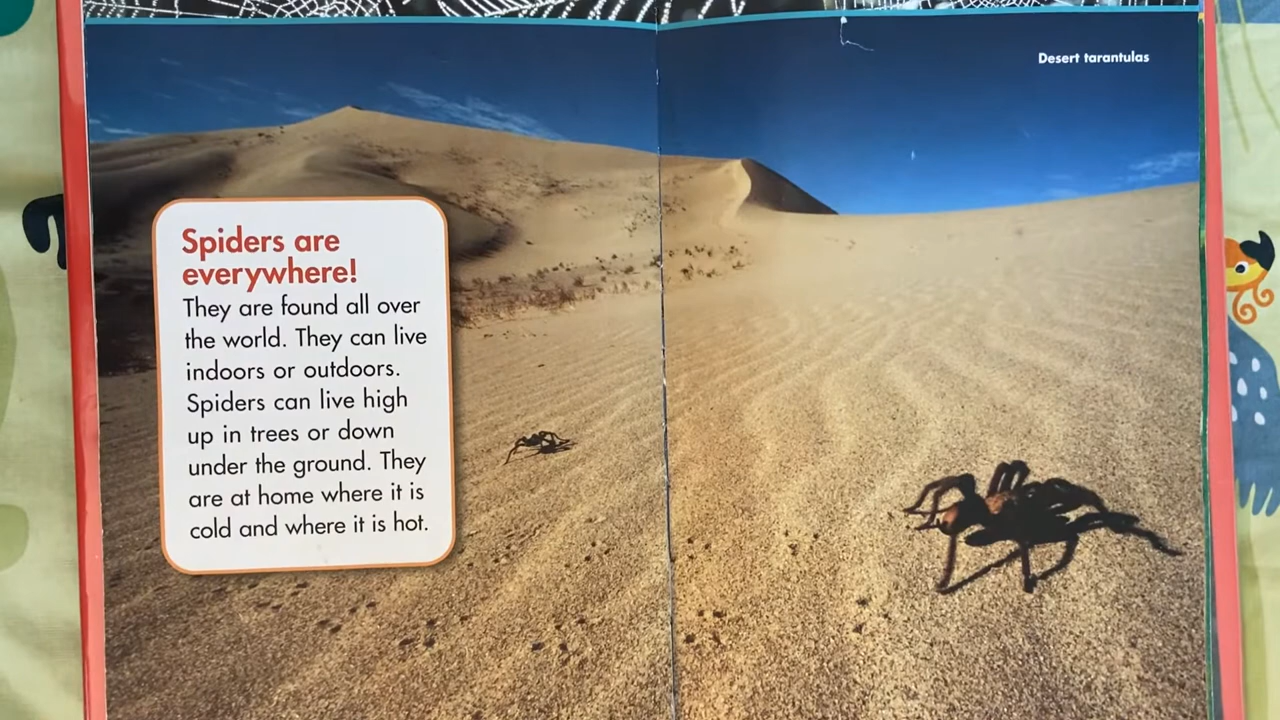 Desert tarantulas
Spiders are
everywhere!
They are found all over
the world. They can live
indoors or outdoors.
Spiders can live high
up in trees or down
under the ground. They
are at home where it is
cold and where it is hot.